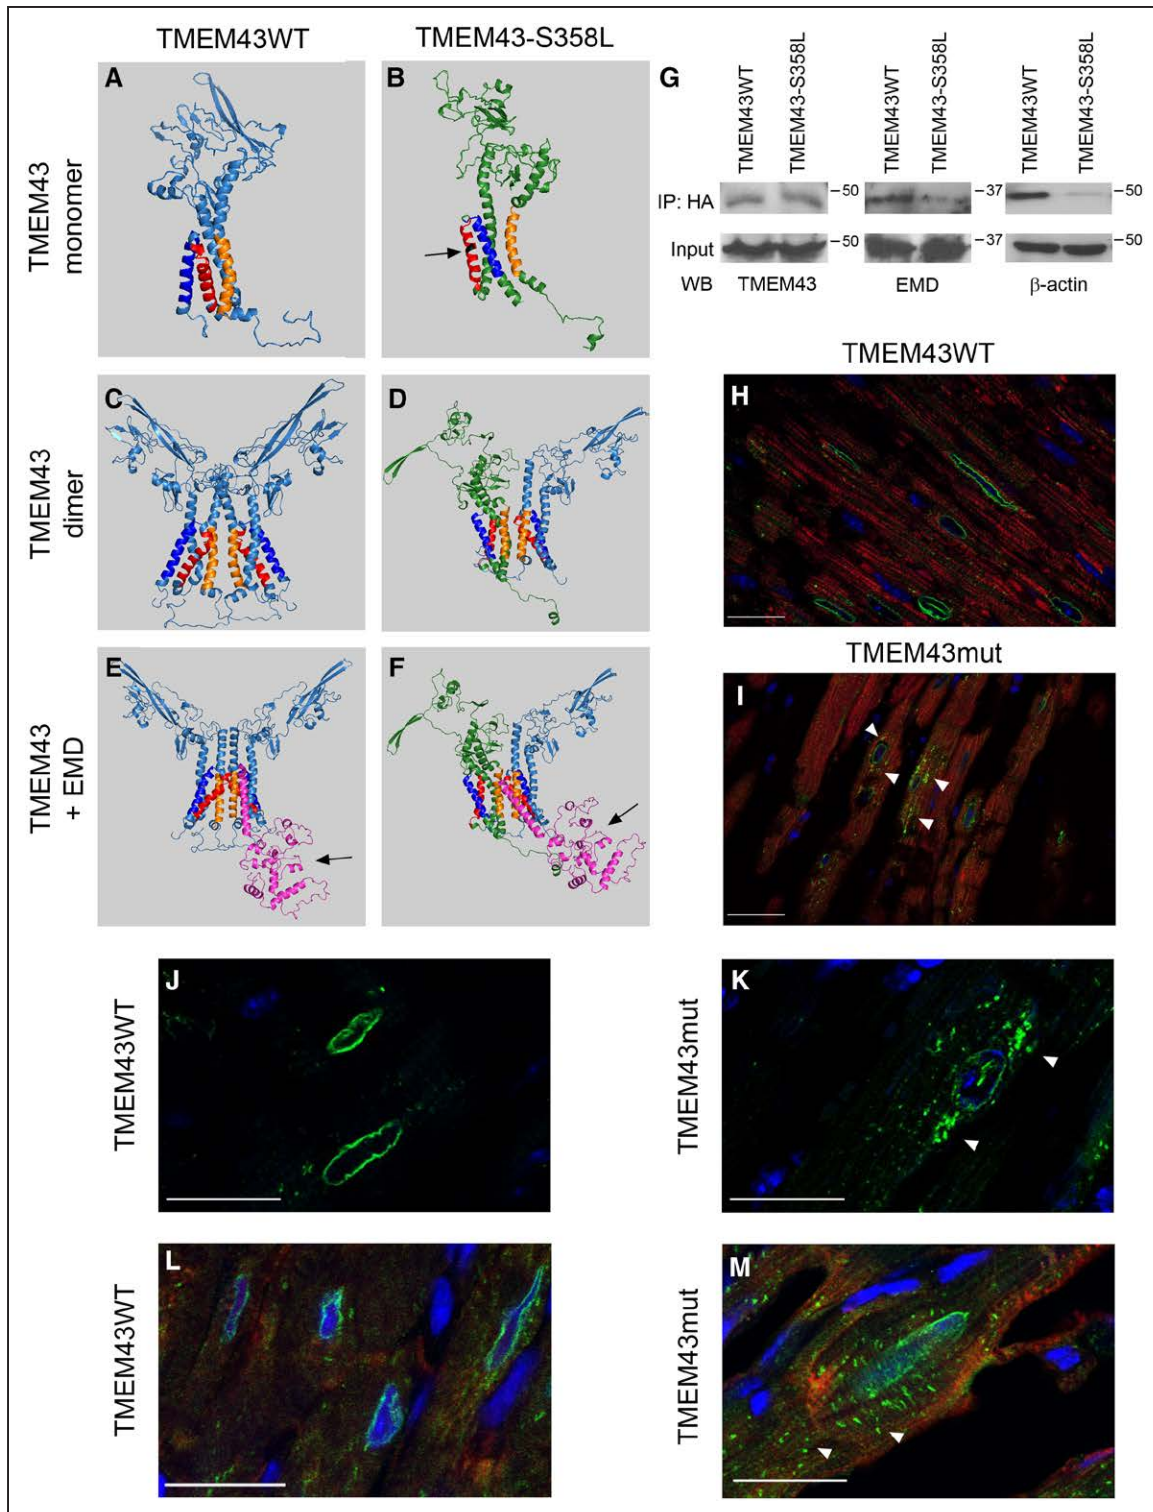 TMEM43WT
TMEM43-S358L
TMEM43 monomer
A
B
TMEM43 dimer
C
D
TMEM43 + EMD
E
F
G
TMEM43WT
TMEM43-S358L
TMEM43WT
TMEM43-S358L
TMEM43WT
TMEM43-S358L
IP: HA
–50
–37
–50
Input
–50
–37
–50
WB
TMEM43
EMD
β-actin
TMEM43WT
H
TMEM43mut
I
TMEM43WT
J
TMEM43mut
K
TMEM43WT
L
TMEM43mut
M